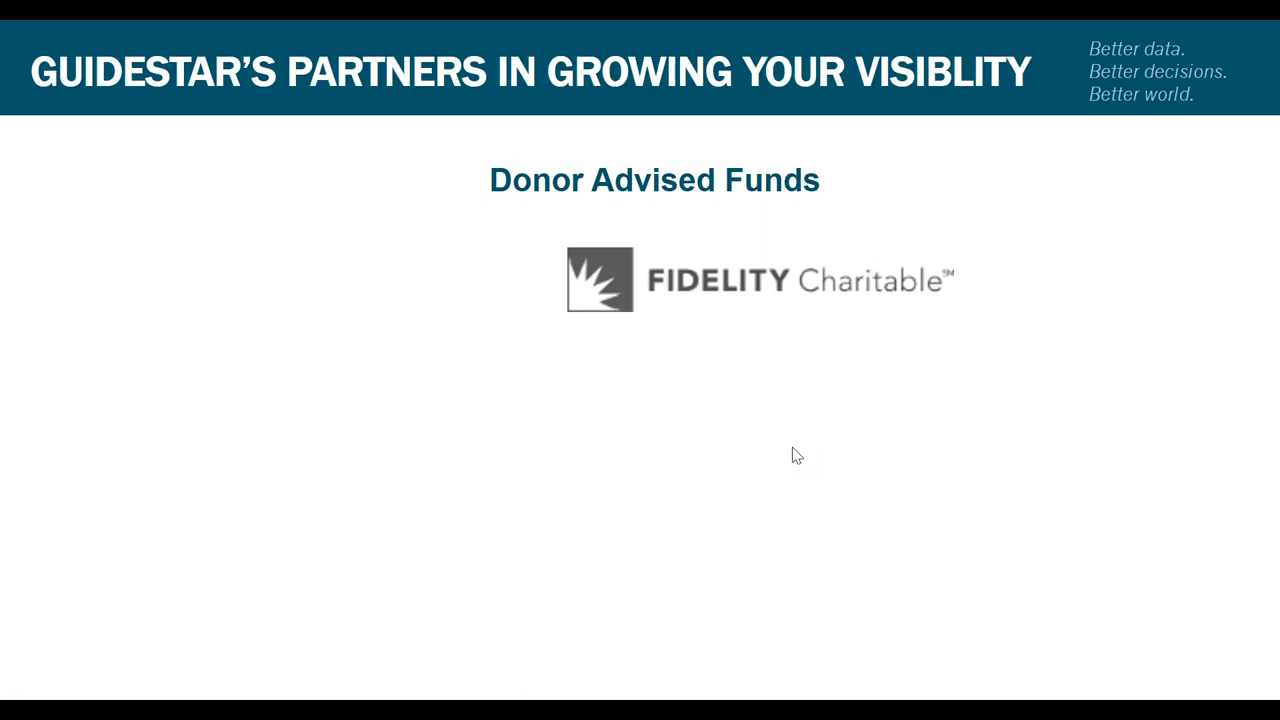 GUIDESTAR’S PARTNERS IN GROWING YOUR VISIBLITY
Better data.
Better decisions.
Better world.
Donor Advised Funds
FIDELITY Charitable℠